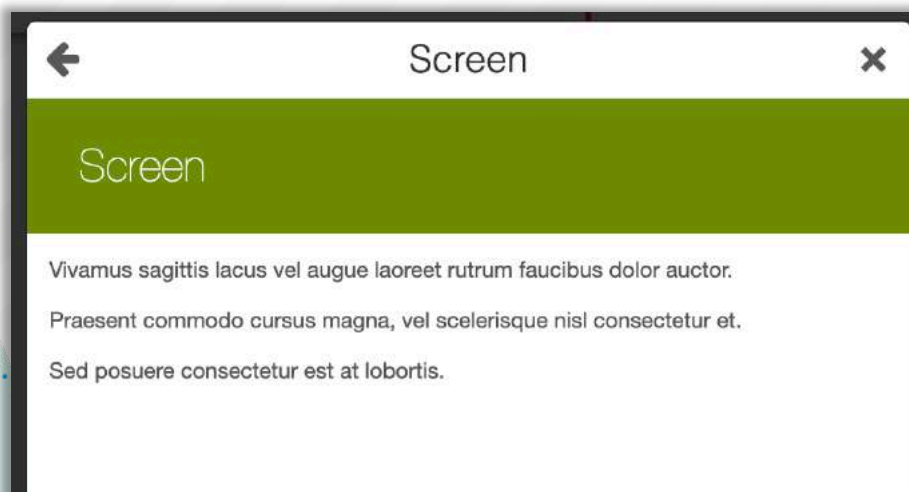 Screen
Screen
Vivamus sagittis lacus vel augue laoreet rutrum faucibus dolor auctor.
Praesent commodo cursus magna, vel scelerisque nisl consectetur et.
Sed posuere consectetur est at lobortis.